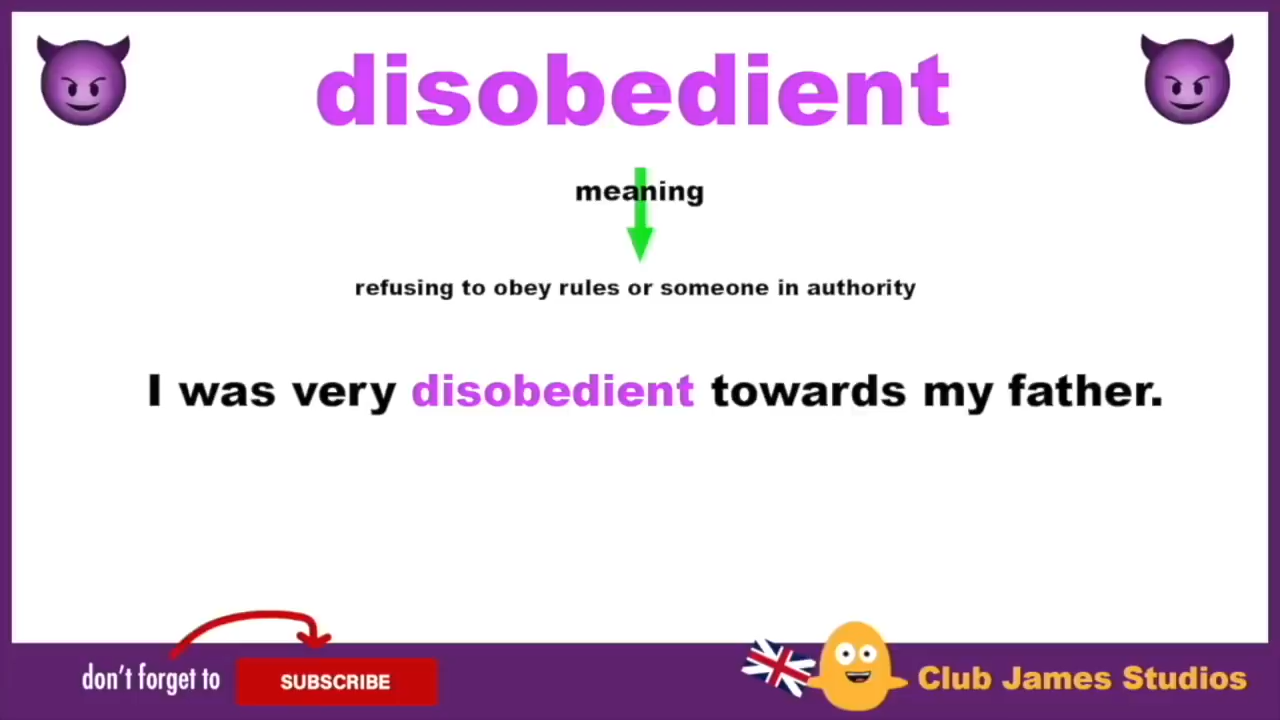 disobedient
meaning
refusing to obey rules or someone in authority
I was very disobedient towards my father.
don't forget to SUBSCRIBE
Club James Studios